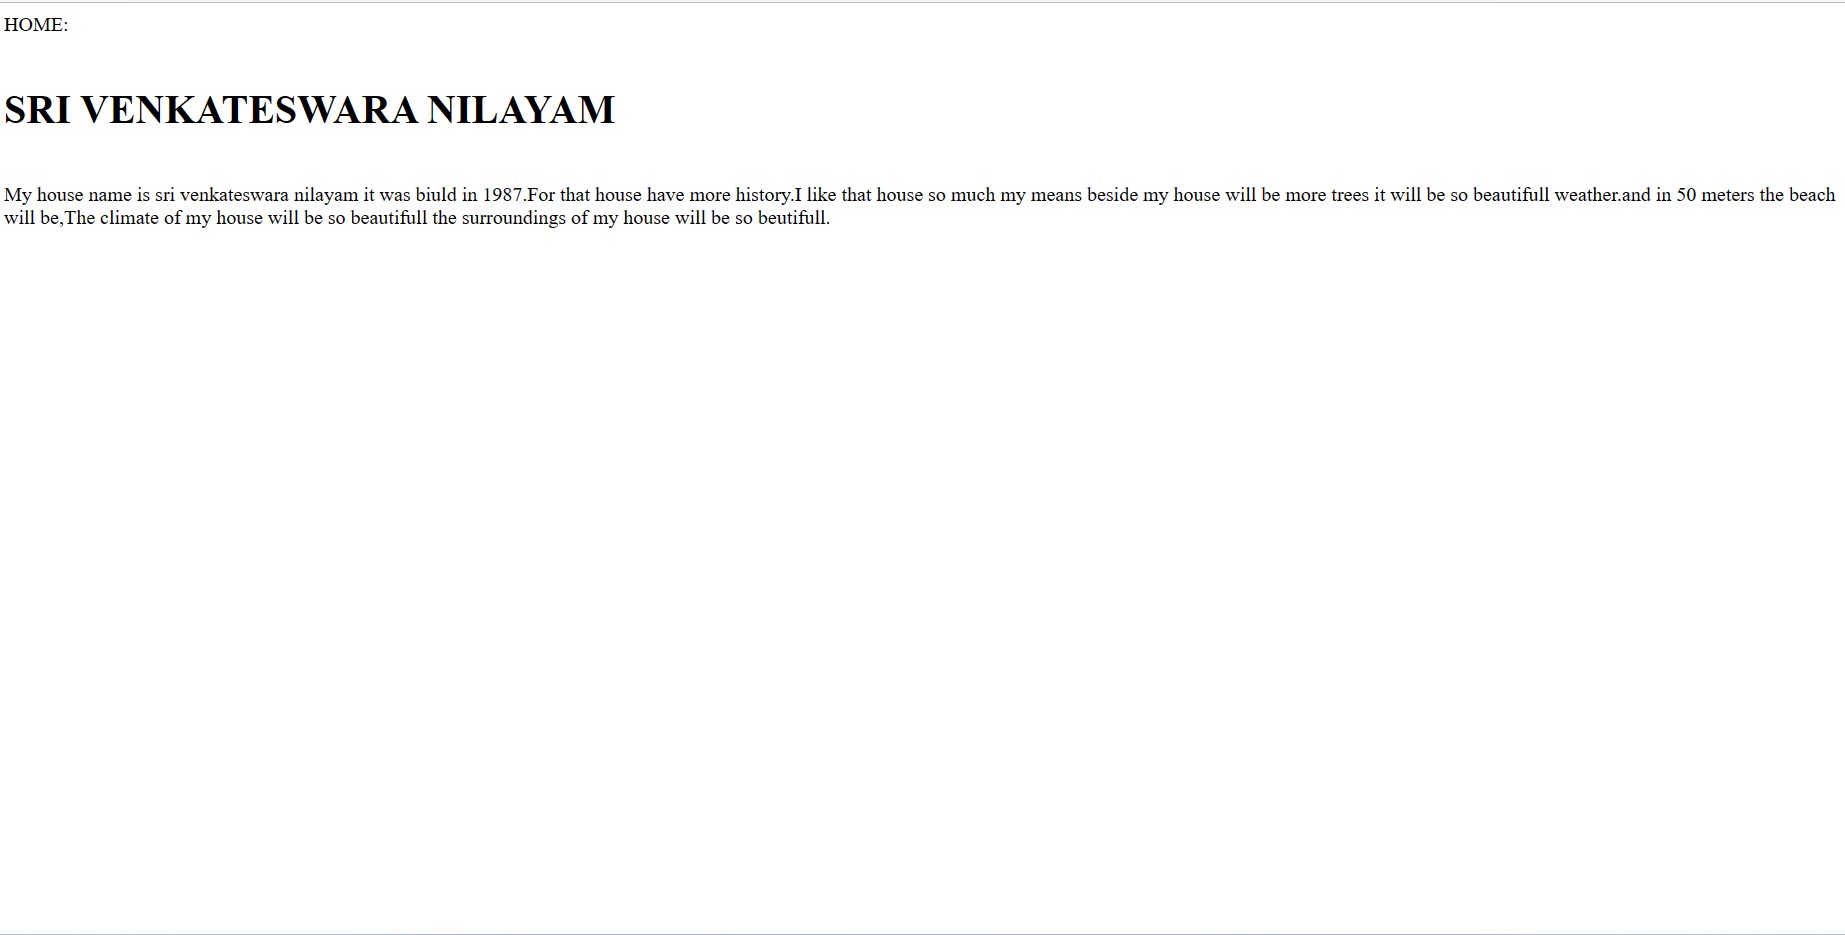 HOME:
SRI VENKATESWARA NILAYAM
My house name is sri venkateswara nilayam it was biuld in 1987.For that house have more history.I like that house so much my means beside my house will be more trees it will be so beautifull weather.and in 50 meters the beach
will be,The climate of my house will be so beautifull the surroundings of my house will be so beutifull.